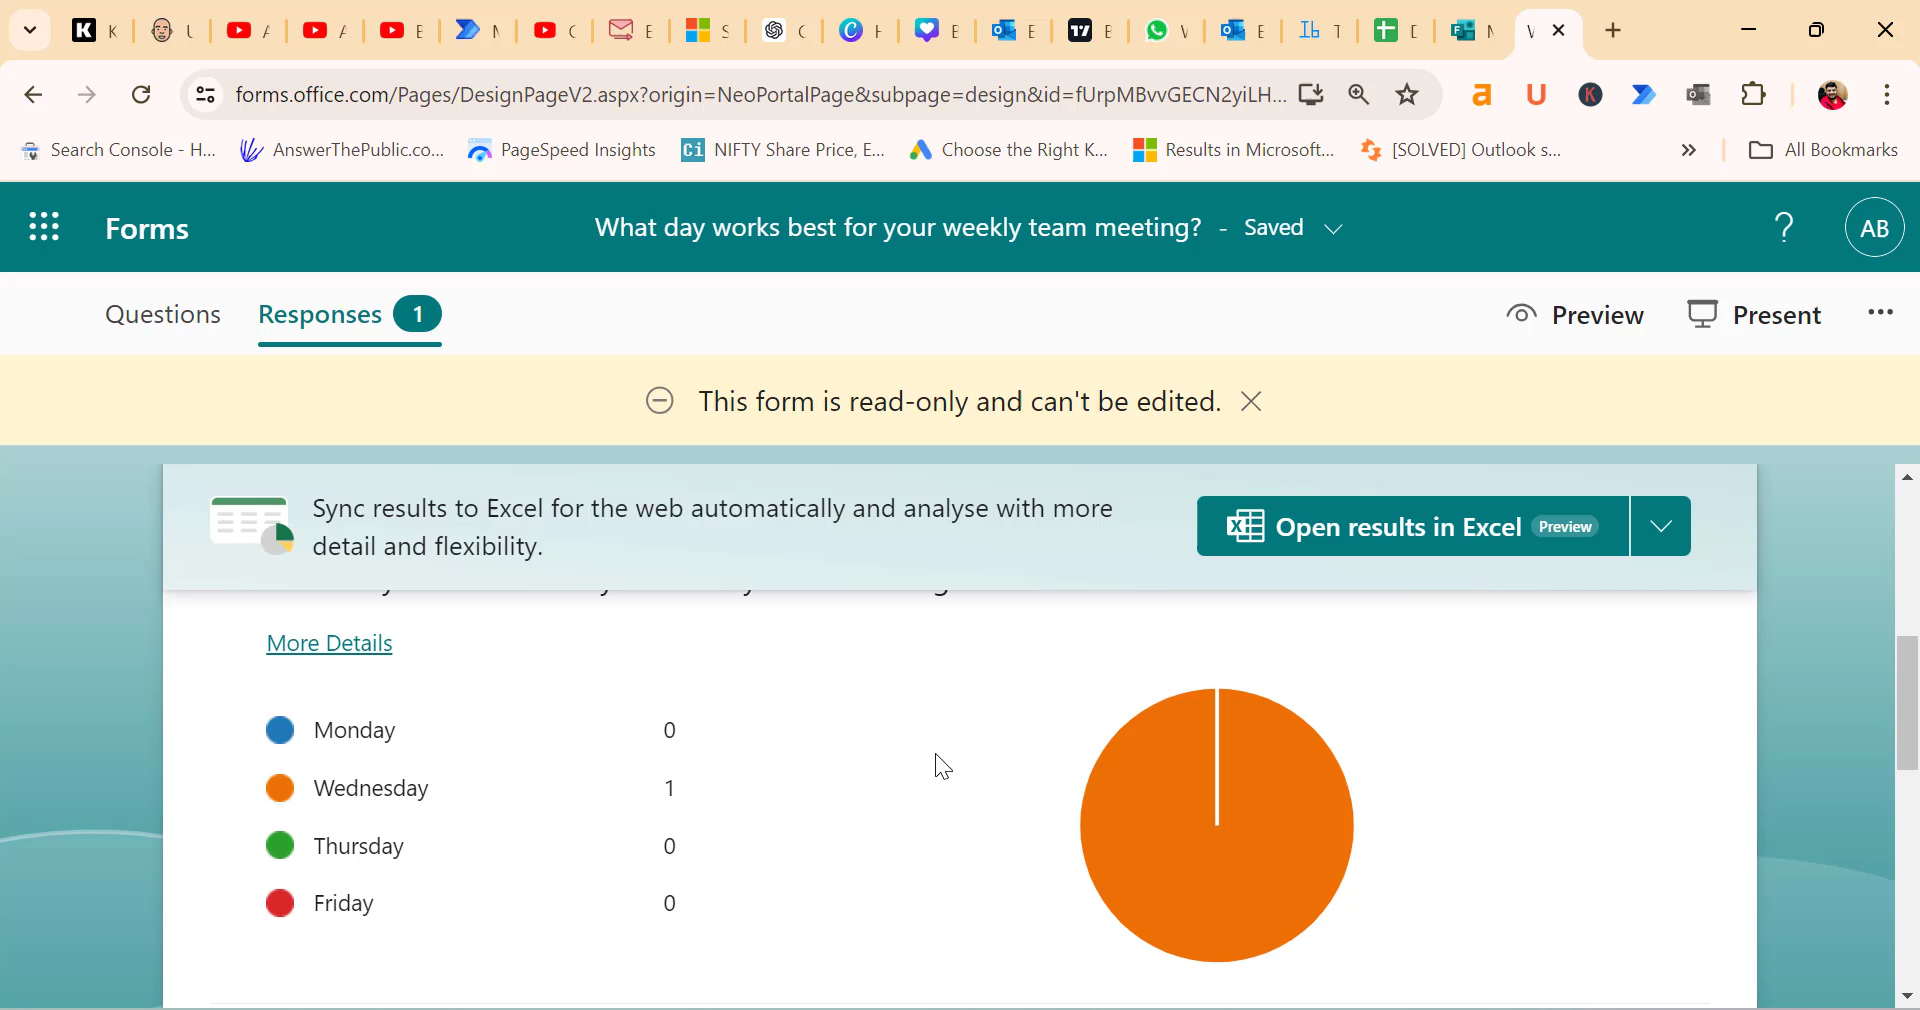 forms.office.com/Pages/DesignPageV2.aspx?origin=NeoPortalPage&subpage=design&id=fUrpMBvvGECN2yiLH...
Search Console - H... AnswerThePublic.co... PageSpeed Insights NIFTY Share Price, E... Choose the Right K... Results in Microsoft... [SOLVED] Outlook s... » All Bookmarks
Forms What day works best for your weekly team meeting? - Saved ? AB
Questions Responses 1 Preview Present ...
This form is read-only and can't be edited.
Sync results to Excel for the web automatically and analyse with more
detail and flexibility.
Open results in Excel Preview
More Details
Monday 0
Wednesday 1
Thursday 0
Friday 0